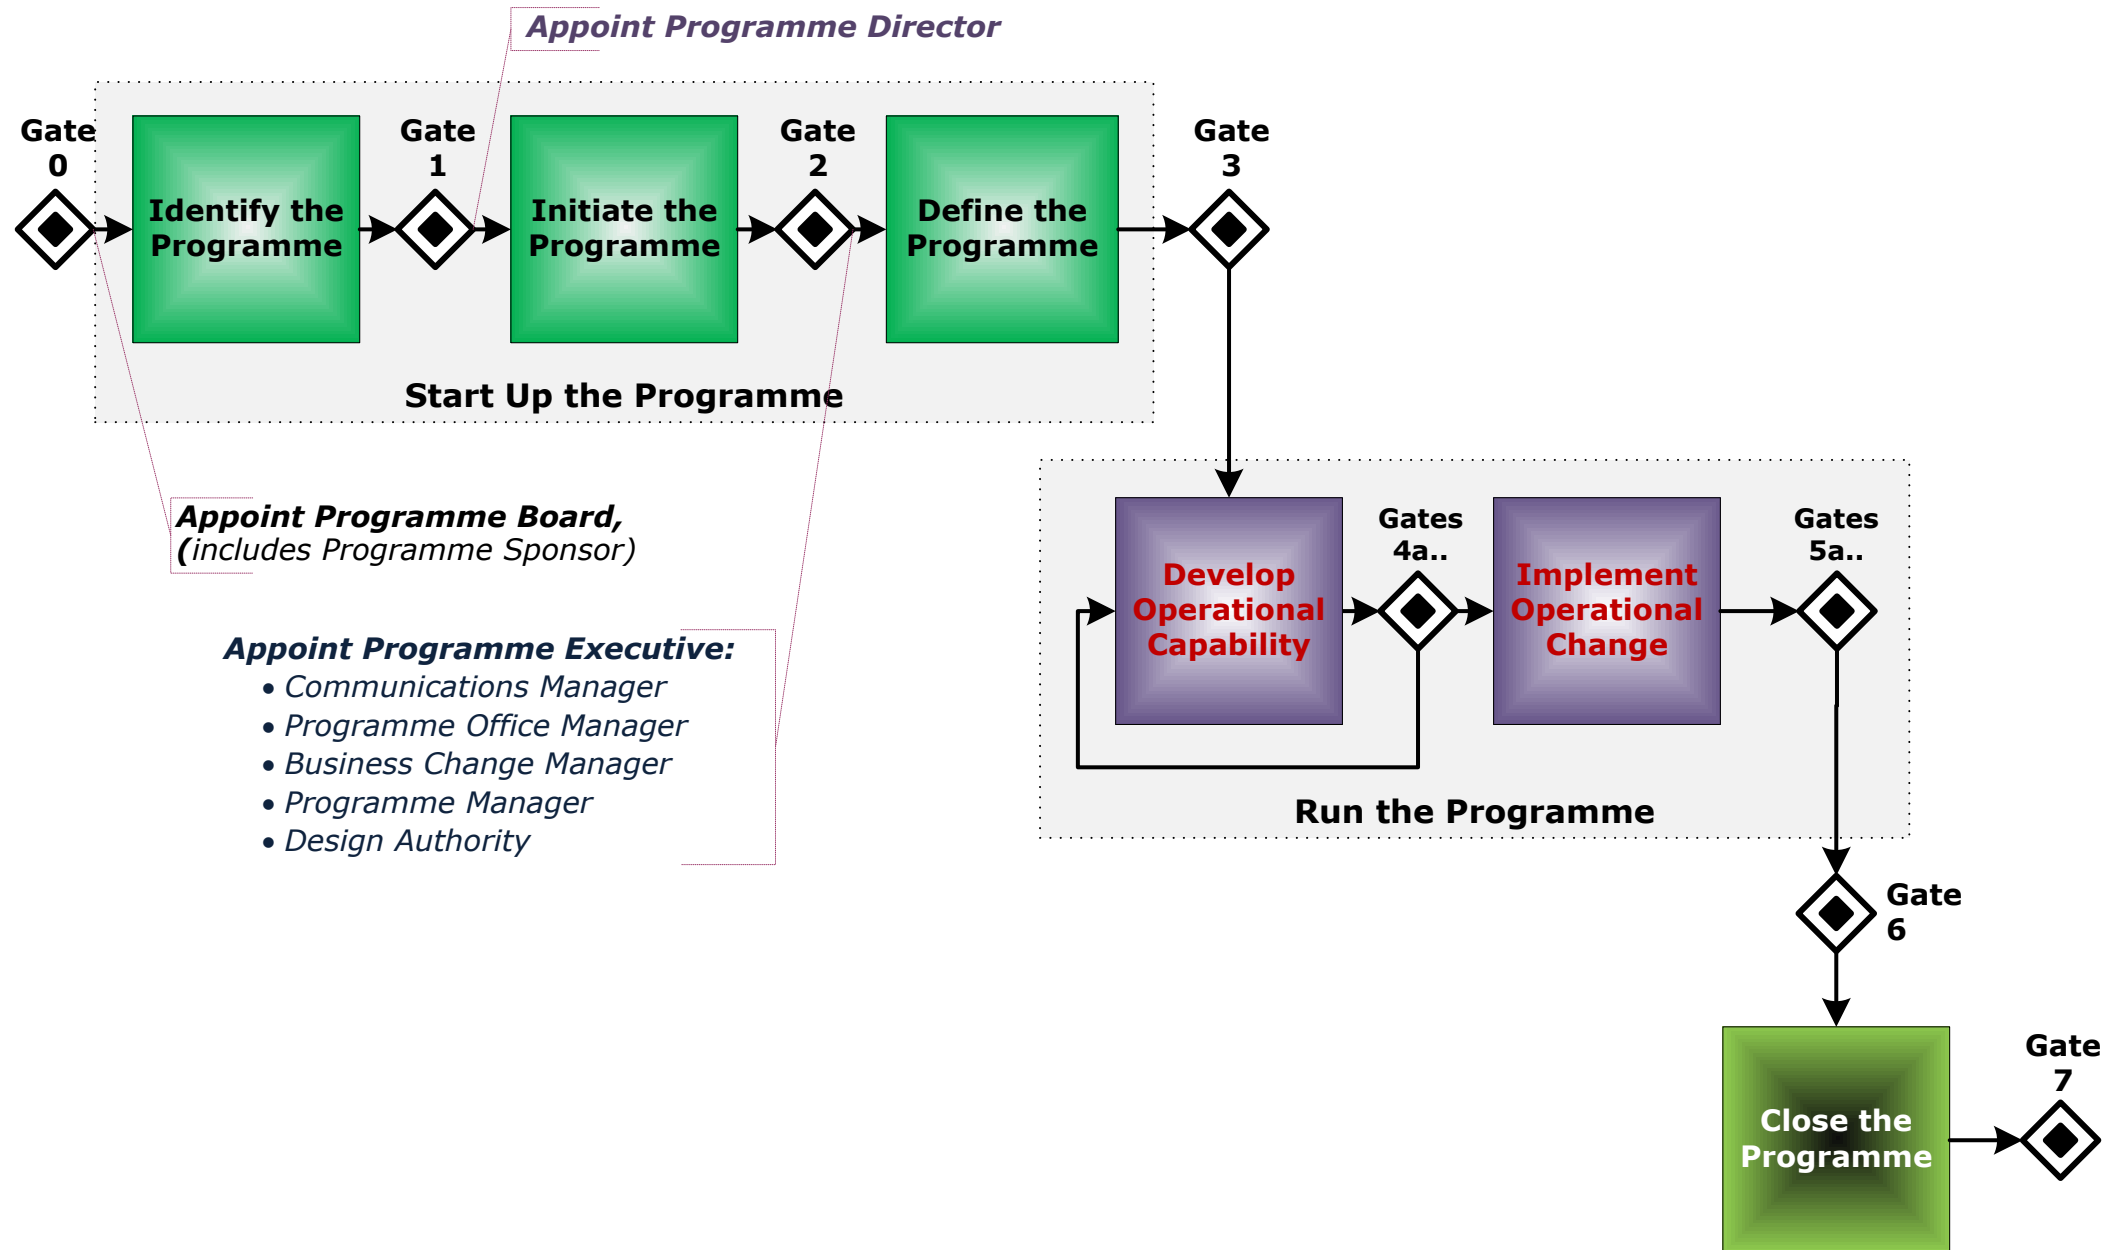 Appoint Programme Director
Gate
0
Identify the
Programme
Gate
1
Initiate the
Programme
Gate
2
Define the
Programme
Gate
3
Start Up the Programme
Appoint Programme Board,
(includes Programme Sponsor)
Appoint Programme Executive:
• Communications Manager
• Programme Office Manager
• Business Change Manager
• Programme Manager
• Design Authority
Develop
Operational
Capability
Gates
4a..
Implement
Operational
Change
Gates
5a..
Run the Programme
Gate
6
Close the
Programme
Gate
7